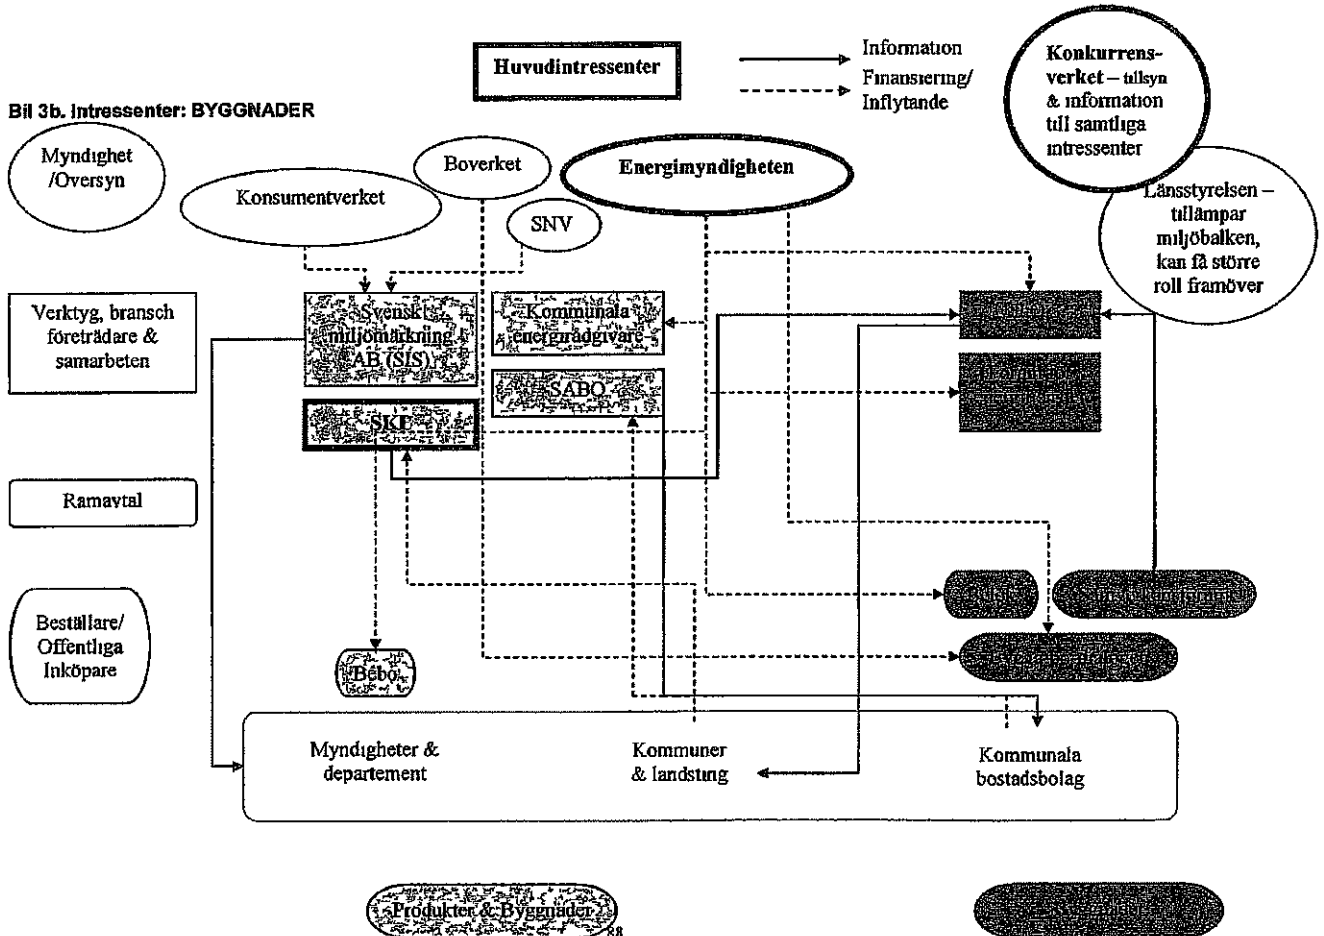 Huvudintressenter
Information
Finansiering/
Inflytande
Konkurrens-
verket – tillsyn
& information
till samtliga
intressenter
Bil 3b. Intressenter: BYGGNADER
Myndighet
/Oversyn
Konsumentverket
Boverket
SNV
Energimyndigheten
Länsstyrelsen –
tillämpar
miljöbalken,
kan få större
roll framöver
Verktyg, bransch
företrädare &
samarbeten
Svenskt
miljömärkning
AB (SIS)
Kommunala
energirådgivare
SABO
SKL
Ramavtal
Beställare/
Offentliga
Inköpare
Bebo
Myndigheter &
departement
Kommuner
& landsting
Kommunala
bostadsbolag
Produkter & Byggnader
88